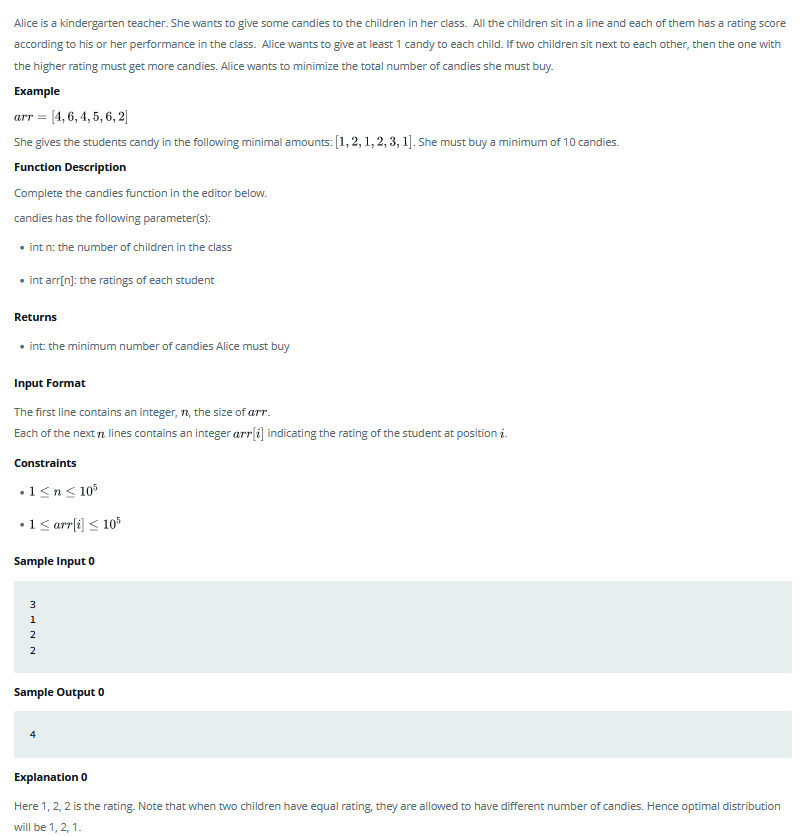 Alice is a kindergarten teacher. She wants to give some candies to the children in her class.  All the children sit in a line and each of them has a rating score
according to his or her performance in the class.  Alice wants to give at least 1 candy to each child. If two children sit next to each other, then the one with
the higher rating must get more candies. Alice wants to minimize the total number of candies she must buy.
Example
arr = [4, 6, 4, 5, 6, 2]
She gives the students candy in the following minimal amounts: [1, 2, 1, 2, 3, 1]. She must buy a minimum of 10 candies.
Function Description
Complete the candies function in the editor below.
candies has the following parameter(s):
• int n: the number of children in the class
• int arr[n]: the ratings of each student
Returns
• int: the minimum number of candies Alice must buy
Input Format
The first line contains an integer, n, the size of arr.
Each of the next n lines contains an integer arr[i] indicating the rating of the student at position i.
Constraints
• 1 ≤ n ≤ 10⁵
• 1 ≤ arr[i] ≤ 10⁵
Sample Input 0
3
1
2
2
Sample Output 0
4
Explanation 0
Here 1, 2, 2 is the rating. Note that when two children have equal rating, they are allowed to have different number of candies. Hence optimal distribution
will be 1, 2, 1.